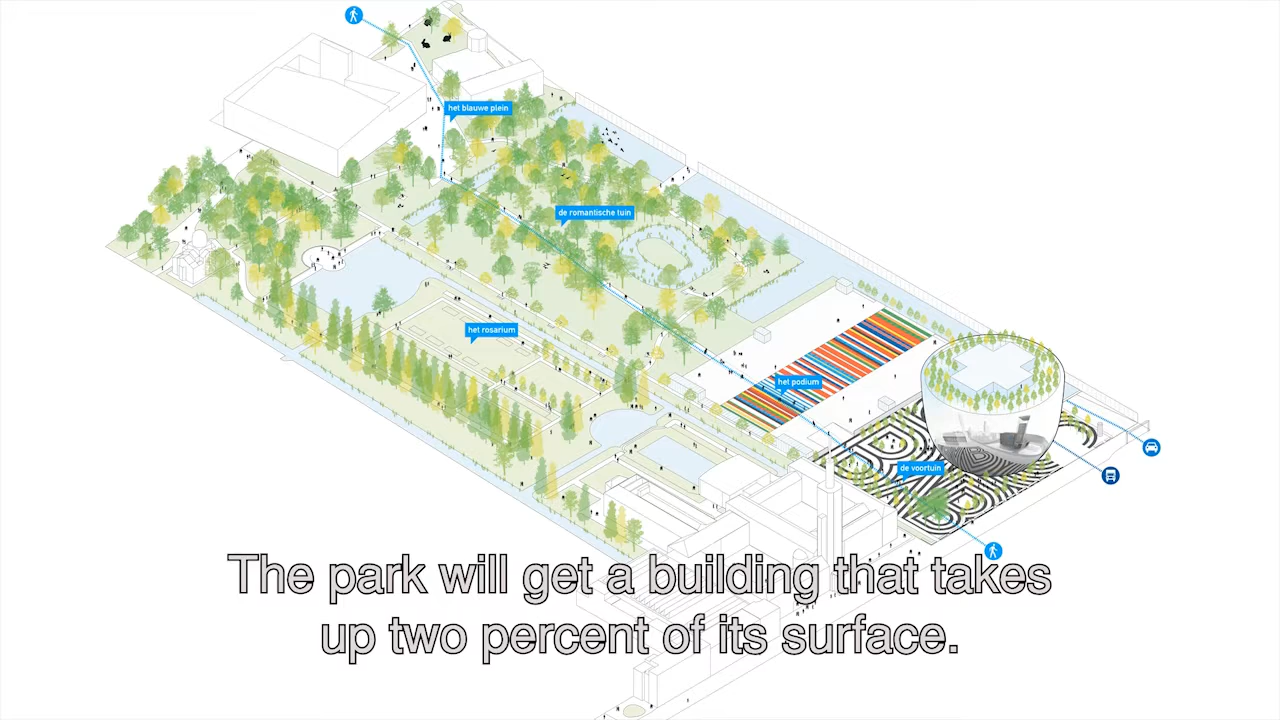 het blauwe plein
de romantische tuin
het rosarium
het podium
de voortuin
The park will get a building that takes
up two percent of its surface.